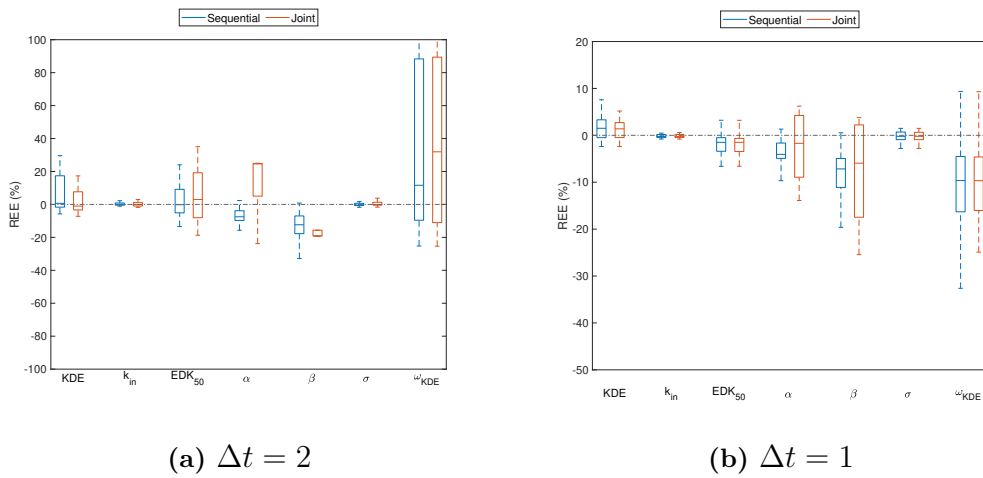 Sequential Joint
100
80
60
40
20
0
-20
-40
-60
-80
-100
REE (%)
KDE k_in EDK_50 α β σ ω_KDE
(a) Δt = 2
Sequential Joint
20
10
0
-10
-20
-30
-40
-50
REE (%)
KDE k_in EDK_50 α β σ ω_KDE
(b) Δt = 1